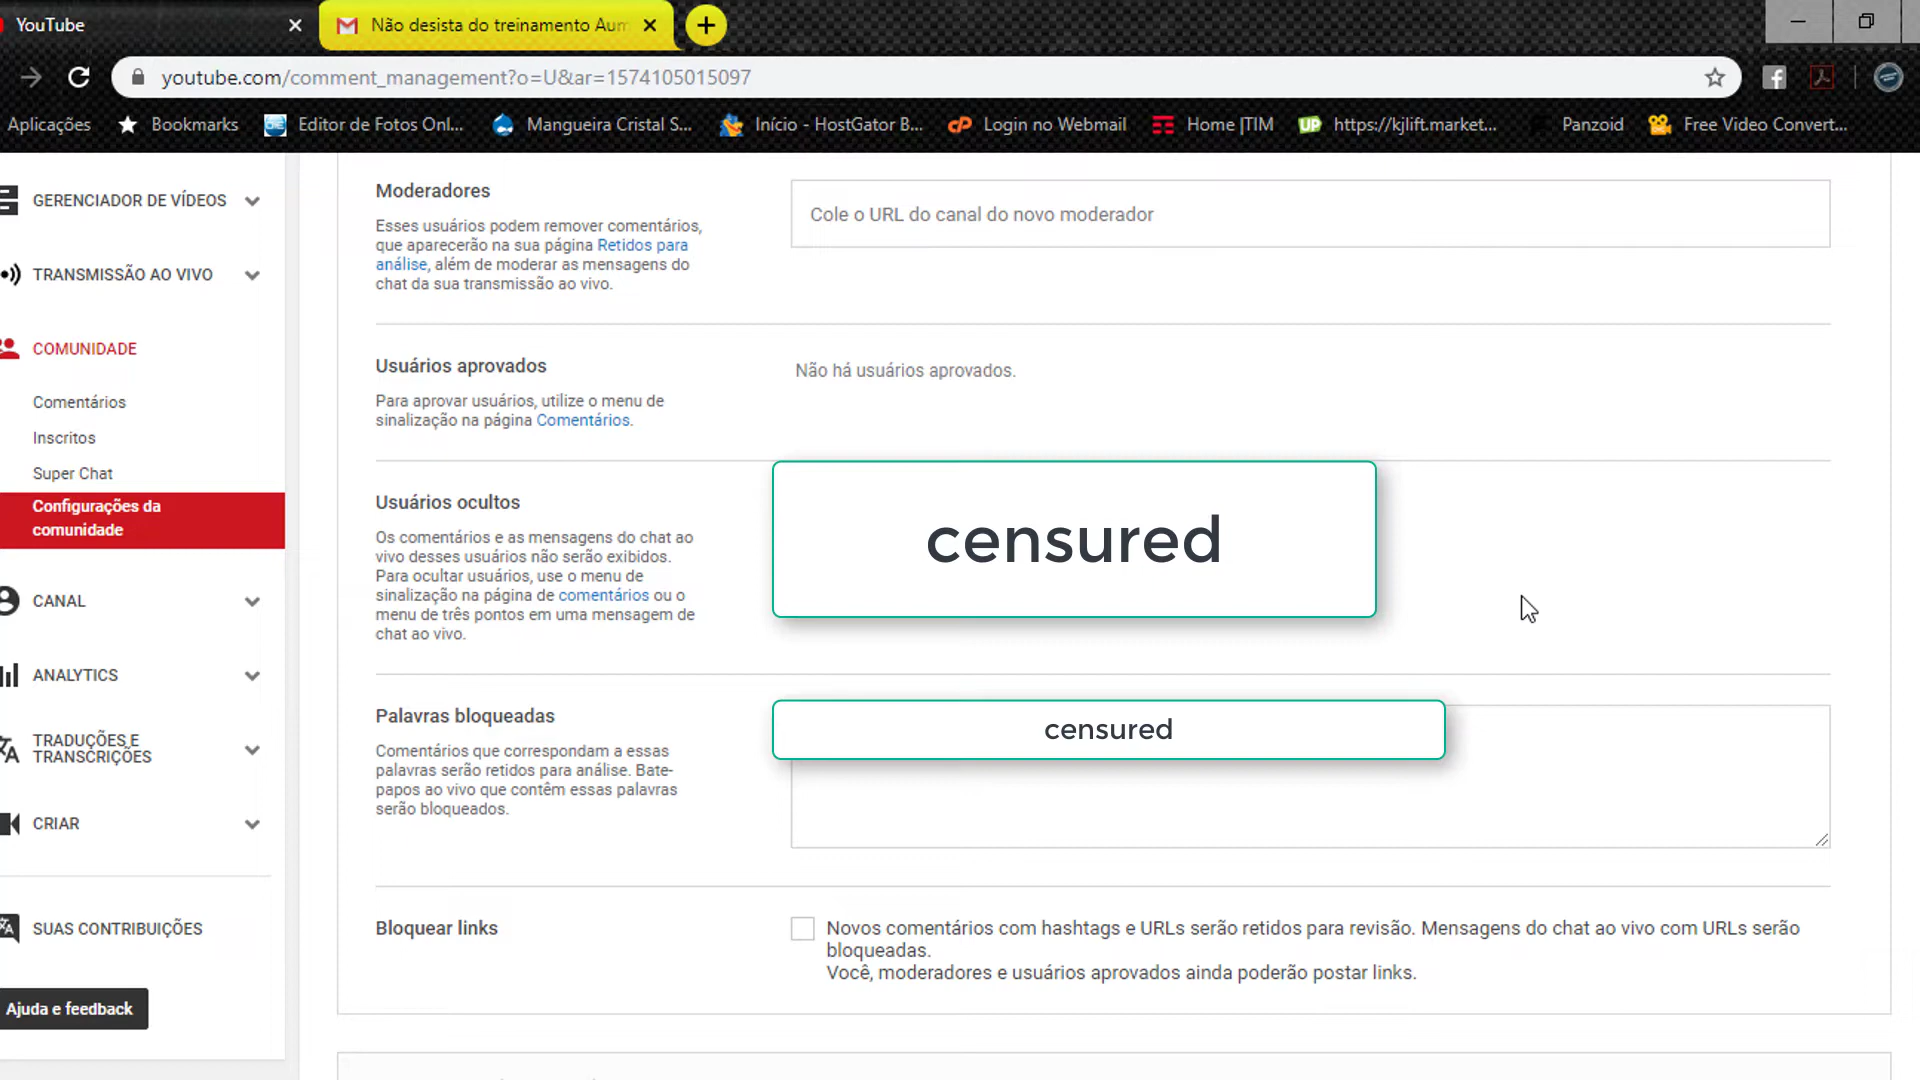 YouTube
Não desista do treinamento Aum
youtube.com/comment_management?o=U&ar=1574105015097
Aplicações
Bookmarks
Editor de Fotos Onl...
Mangueira Cristal S...
Início - HostGator B...
cP
Login no Webmail
Home |TIM
UP
https://kjlift.market...
Panzoid
Free Video Convert...
GERENCIADOR DE VÍDEOS
TRANSMISSÃO AO VIVO
COMUNIDADE
Comentários
Inscritos
Super Chat
Configurações da
comunidade
CANAL
ANALYTICS
TRADUÇÕES E
TRANSCRIÇÕES
CRIAR
SUAS CONTRIBUIÇÕES
Ajuda e feedback
Moderadores
Esses usuários podem remover comentários,
que aparecerão na sua página Retidos para
análise, além de moderar as mensagens do
chat da sua transmissão ao vivo.
Cole o URL do canal do novo moderador
Usuários aprovados
Para aprovar usuários, utilize o menu de
sinalização na página Comentários.
Não há usuários aprovados.
Usuários ocultos
Os comentários e as mensagens do chat ao
vivo desses usuários não serão exibidos.
Para ocultar usuários, use o menu de
sinalização na página de comentários ou o
menu de três pontos em uma mensagem de
chat ao vivo.
censured
Palavras bloqueadas
Comentários que correspondam a essas
palavras serão retidos para análise. Bate-
papos ao vivo que contêm essas palavras
serão bloqueados.
censured
Bloquear links
Novos comentários com hashtags e URLs serão retidos para revisão. Mensagens do chat ao vivo com URLs serão
bloqueadas.
Você, moderadores e usuários aprovados ainda poderão postar links.